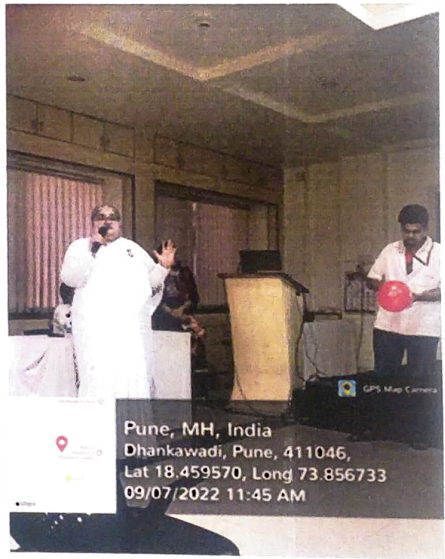 GPS Map Camera
Pune, MH, India
Dhankawadi, Pune, 411046,
Lat 18.459570, Long 73.856733
09/07/2022 11:45 AM